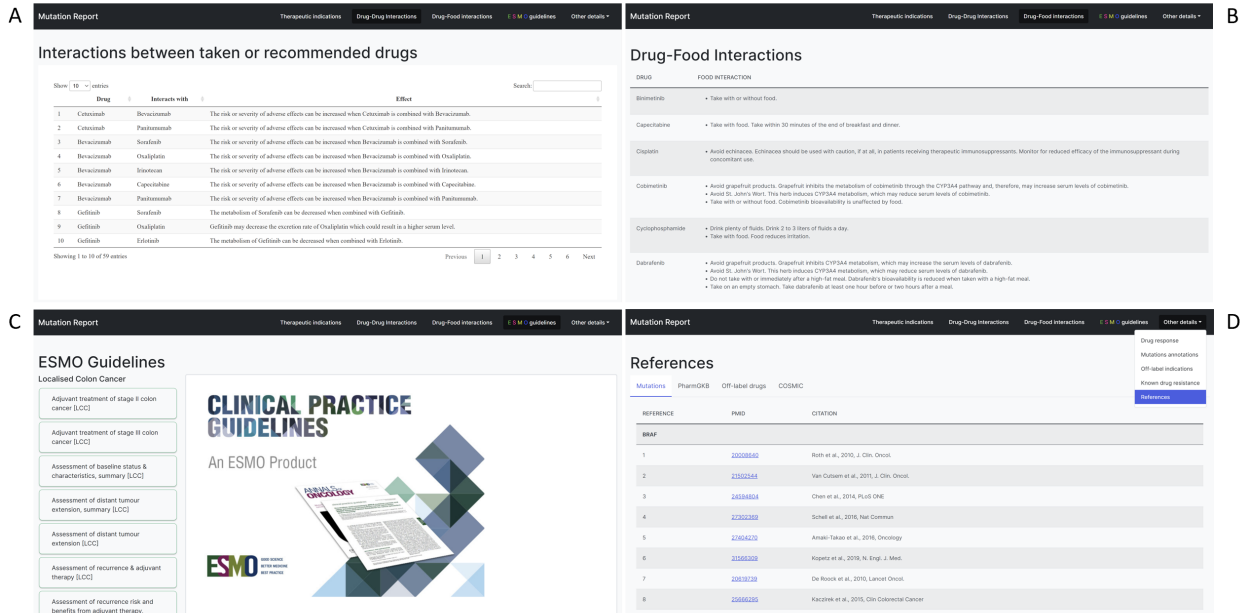 A
Mutation Report
Therapeutic indications Drug-Drug Interactions Drug-Food interactions ESMO guidelines Other details
Interactions between taken or recommended drugs
Show 10 entries
Search:
Drug Interacts with Effect
1 Cetuximab Bevacizumab The risk or severity of adverse effects can be increased when Cetuximab is combined with Bevacizumab.
2 Cetuximab Panitumumab The risk or severity of adverse effects can be increased when Cetuximab is combined with Panitumumab.
3 Bevacizumab Sorafenib The risk or severity of adverse effects can be increased when Bevacizumab is combined with Sorafenib.
4 Bevacizumab Oxaliplatin The risk or severity of adverse effects can be increased when Bevacizumab is combined with Oxaliplatin.
5 Bevacizumab Irinotecan The risk or severity of adverse effects can be increased when Bevacizumab is combined with Irinotecan.
6 Bevacizumab Capecitabine The risk or severity of adverse effects can be increased when Bevacizumab is combined with Capecitabine.
7 Bevacizumab Panitumumab The risk or severity of adverse effects can be increased when Bevacizumab is combined with Panitumumab.
8 Gefitinib Sorafenib The metabolism of Sorafenib can be decreased when combined with Gefitinib.
9 Gefitinib Oxaliplatin Gefitinib may decrease the excretion rate of Oxaliplatin which could result in a higher serum level.
10 Gefitinib Erlotinib The metabolism of Gefitinib can be decreased when combined with Erlotinib.
Showing 1 to 10 of 59 entries
Previous 1 2 3 4 5 6 Next
B
Mutation Report
Therapeutic indications Drug-Drug Interactions Drug-Food interactions ESMO guidelines Other details
Drug-Food Interactions
DRUG FOOD INTERACTION
Binimetinib • Take with or without food.
Capecitabine • Take with food. Take within 30 minutes of the end of breakfast and dinner.
Cisplatin • Avoid echinacea. Echinacea should be used with caution, if at all, in patients receiving therapeutic immunosuppressants. Monitor for reduced efficacy of the immunosuppressant during
concomitant use.
Cobimetinib • Avoid grapefruit products. Grapefruit inhibits the metabolism of cobimetinib through the CYP3A4 pathway and, therefore, may increase serum levels of cobimetinib.
• Avoid St. John's Wort. This herb induces CYP3A4 metabolism, which may reduce serum levels of cobimetinib.
• Take with or without food. Cobimetinib bioavailability is unaffected by food.
Cyclophosphamide • Drink plenty of fluids. Drink 2 to 3 liters of fluids a day.
• Take with food. Food reduces irritation.
Dabrafenib • Avoid grapefruit products. Grapefruit inhibits CYP3A4 metabolism, which may increase the serum levels of dabrafenib.
• Avoid St. John's Wort. This herb induces CYP3A4 metabolism, which may reduce serum levels of dabrafenib.
• Do not take with or immediately after a high-fat meal. Dabrafenib's bioavailability is reduced when taken with a high-fat meal.
• Take on an empty stomach. Take dabrafenib at least one hour before or two hours after a meal.
C
Mutation Report
Therapeutic indications Drug-Drug Interactions Drug-Food interactions ESMO guidelines Other details
ESMO Guidelines
Localised Colon Cancer
Adjuvant treatment of stage II colon
cancer [LCC]
Adjuvant treatment of stage III colon
cancer [LCC]
Assessment of baseline status &
characteristics, summary [LCC]
Assessment of distant tumour
extension, summary [LCC]
Assessment of distant tumour
extension [LCC]
Assessment of recurrence & adjuvant
therapy [LCC]
Assessment of recurrence risk and
benefits from adjuvant therapy,
CLINICAL PRACTICE
GUIDELINES
An ESMO Product
ANNALS OF
ONCOLOGY
ESMO
GOOD SCIENCE
BETTER MEDICINE
BEST PRACTICE
D
Mutation Report
Therapeutic indications Drug-Drug Interactions Drug-Food interactions ESMO guidelines Other details
Drug response
Mutations annotations
Off-label indications
Known drug resistance
References
References
Mutations PharmGKB Off-label drugs COSMIC
REFERENCE PMID CITATION
BRAF
1 20008640 Roth et al., 2010, J. Clin. Oncol.
2 21502544 Van Cutsem et al., 2011, J. Clin. Oncol.
3 24594804 Chen et al., 2014, PLoS ONE
4 27302369 Schell et al., 2016, Nat Commun
5 27404270 Amaki-Takao et al., 2016, Oncology
6 31566309 Kopetz et al., 2019, N. Engl. J. Med.
7 20619739 De Roock et al., 2010, Lancet Oncol.
8 25666295 Kaczirek et al., 2015, Clin Colorectal Cancer